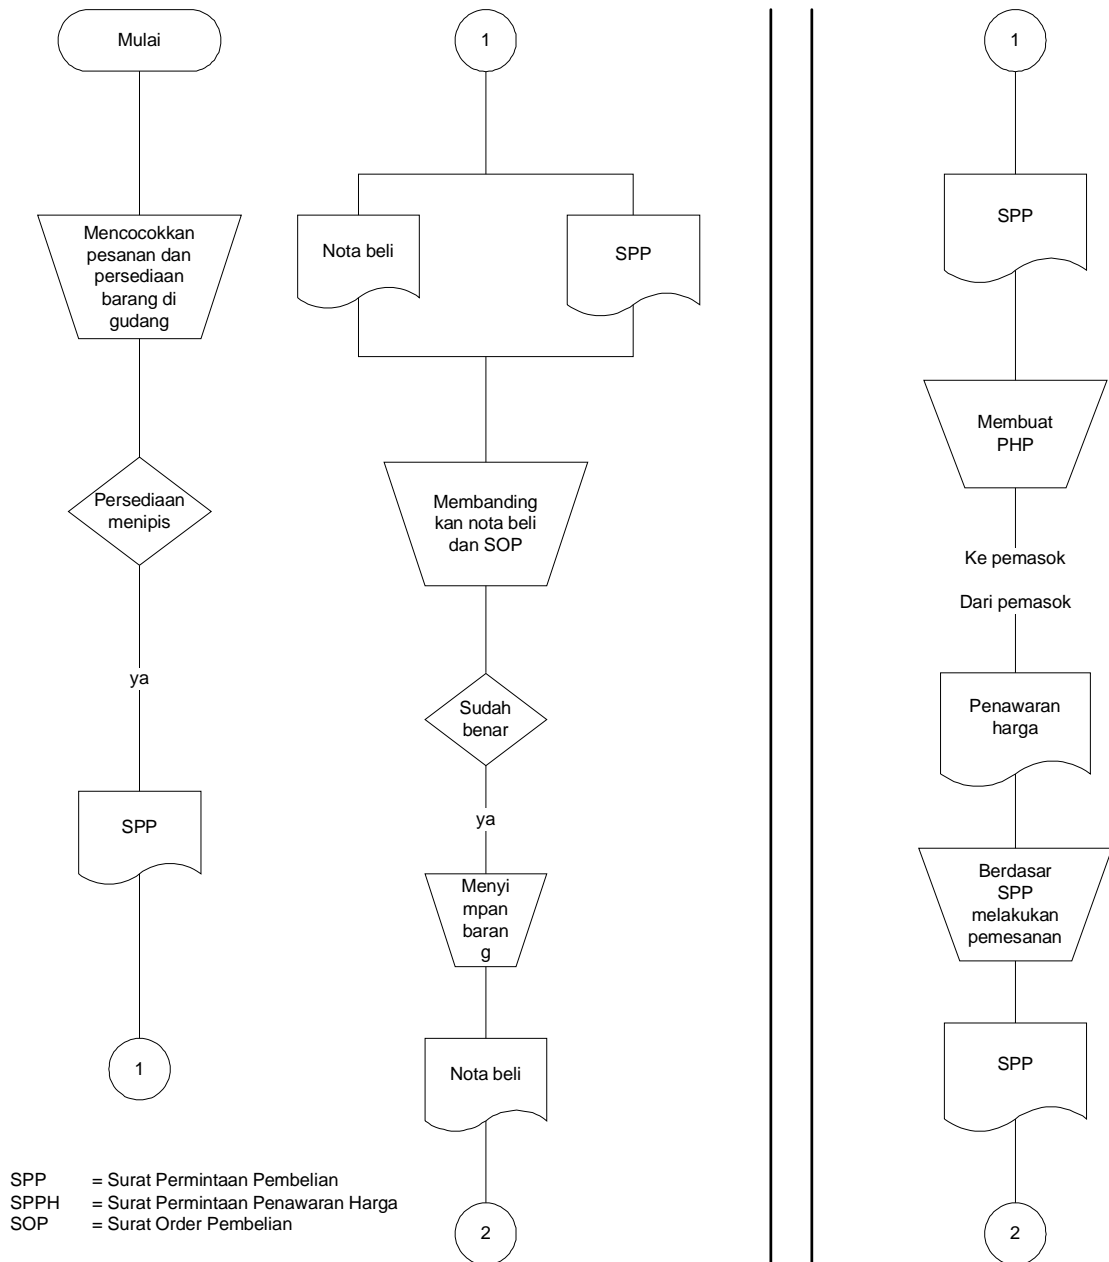 Mulai
Mencocokkan
pesanan dan
persediaan
barang di
gudang
Persediaan
menipis
ya
SPP
1
1
Nota beli
SPP
Membanding
kan nota beli
dan SOP
Sudah
benar
ya
Menyi
mpan
baran
g
Nota beli
2
1
SPP
Membuat
PHP
Ke pemasok
Dari pemasok
Penawaran
harga
Berdasar
SPP
melakukan
pemesanan
SPP
2
SPP = Surat Permintaan Pembelian
SPPH = Surat Permintaan Penawaran Harga
SOP = Surat Order Pembelian